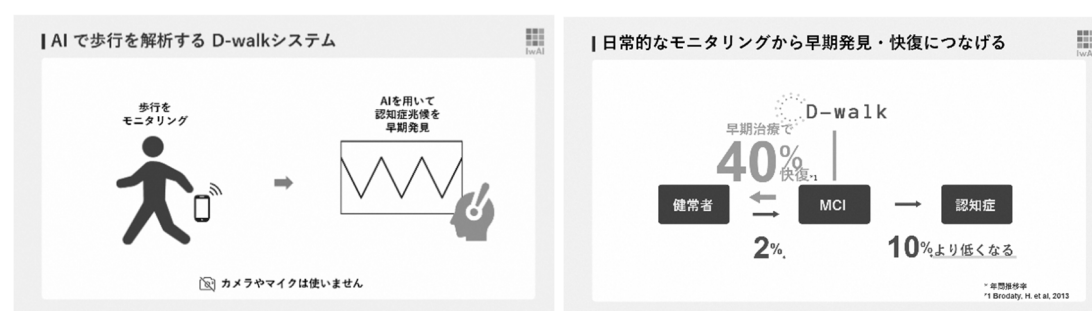 AI で歩行を解析する D-walkシステム
IwAI
歩行を
モニタリング
AIを用いて
認知症兆候を
早期発見
カメラやマイクは使いません
日常的なモニタリングから早期発見・快復につなげる
IwAI
D-walk
早期治療で
40%
快復*1
健常者
MCI
認知症
2%*
10%より低くなる
* 年間推移率
*1 Brodaty, H. et al, 2013